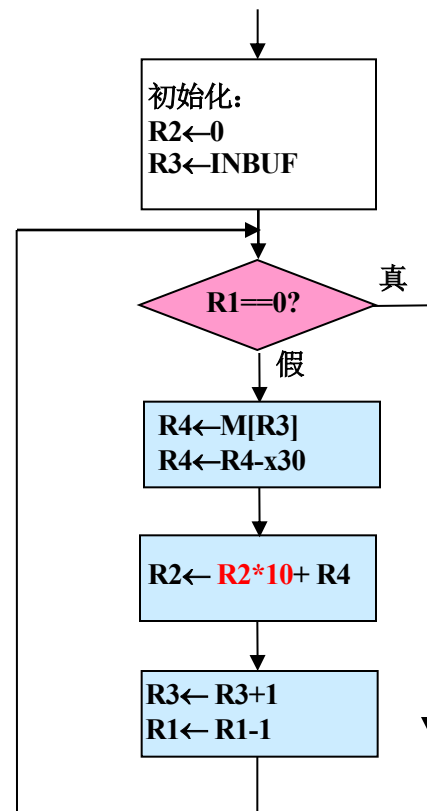 初始化：
R2←0
R3←INBUF
R1==0?
真
假
R4←M[R3]
R4←R4-x30
R2← R2*10+ R4
R3← R3+1
R1← R1-1